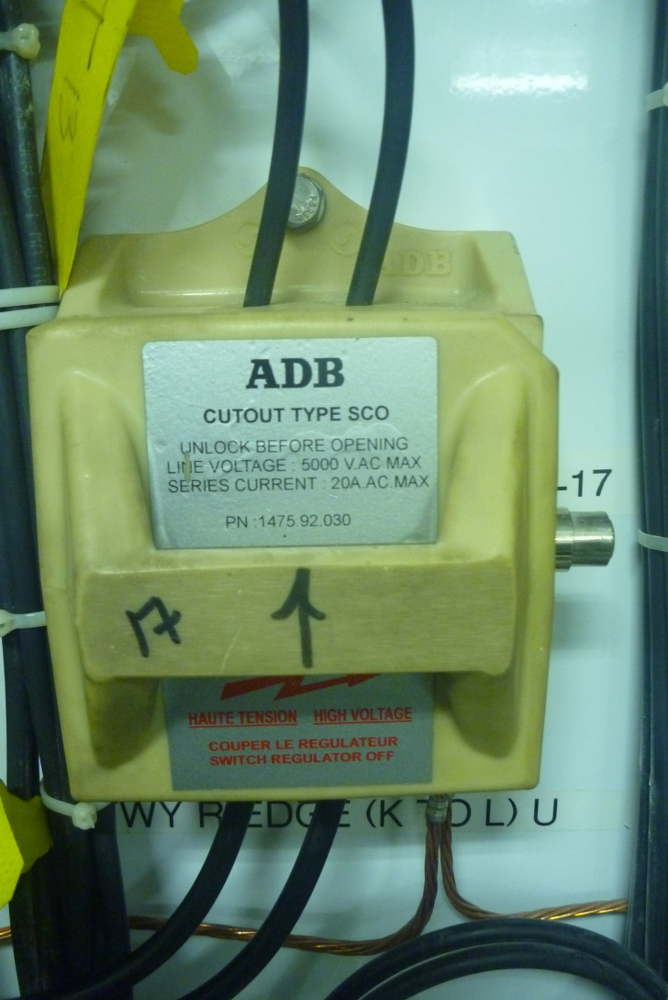 13
ADB
ADB
CUTOUT TYPE SCO
UNLOCK BEFORE OPENING
LINE VOLTAGE : 5000 V.AC MAX
SERIES CURRENT : 20A.AC.MAX
PN :1475.92.030
-17
17
HAUTE TENSION HIGH VOLTAGE
COUPER LE REGULATEUR
SWITCH REGULATOR OFF
WY R EDGE (K TO L) U